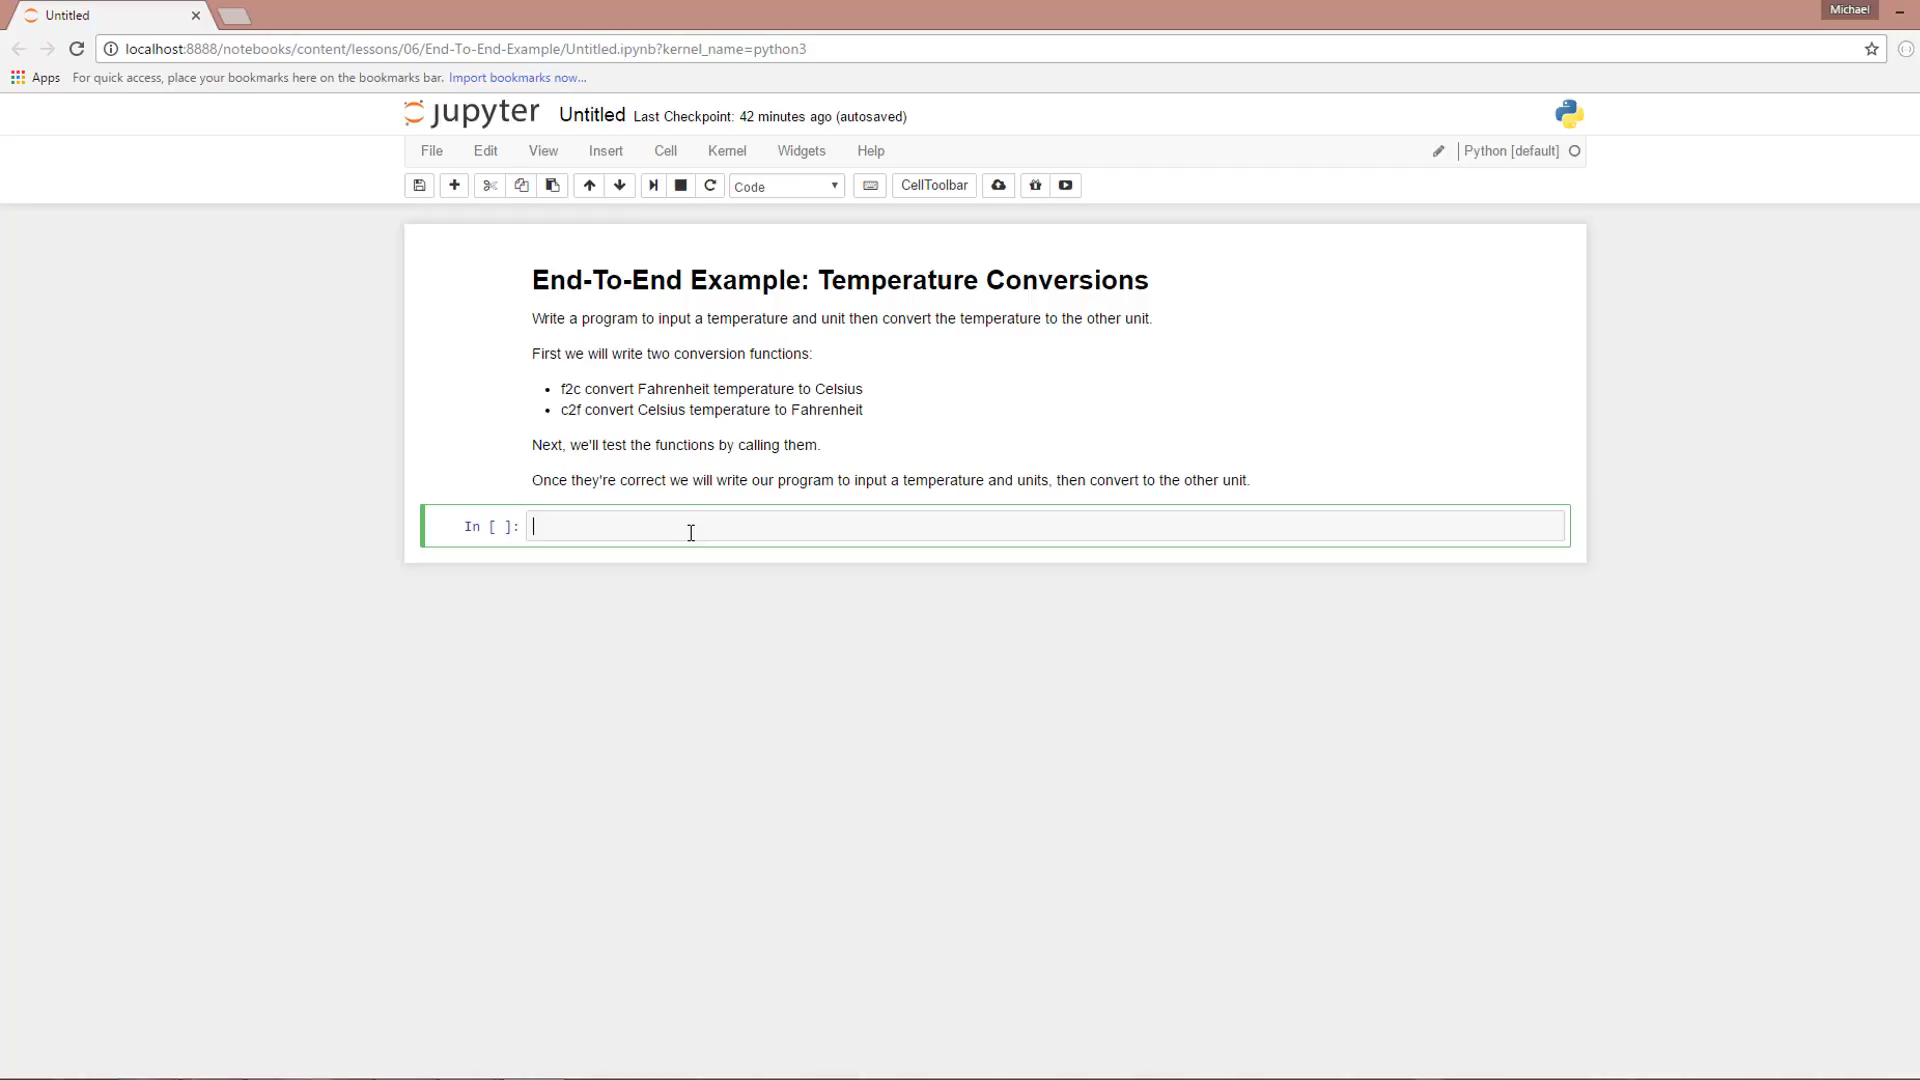 Untitled
Michael
localhost:8888/notebooks/content/lessons/06/End-To-End-Example/Untitled.ipynb?kernel_name=python3
Apps For quick access, place your bookmarks here on the bookmarks bar. Import bookmarks now...
jupyter Untitled Last Checkpoint: 42 minutes ago (autosaved)
File Edit View Insert Cell Kernel Widgets Help Python [default]
Code CellToolbar
End-To-End Example: Temperature Conversions
Write a program to input a temperature and unit then convert the temperature to the other unit.
First we will write two conversion functions:
• f2c convert Fahrenheit temperature to Celsius
• c2f convert Celsius temperature to Fahrenheit
Next, we'll test the functions by calling them.
Once they're correct we will write our program to input a temperature and units, then convert to the other unit.
In [ ]: